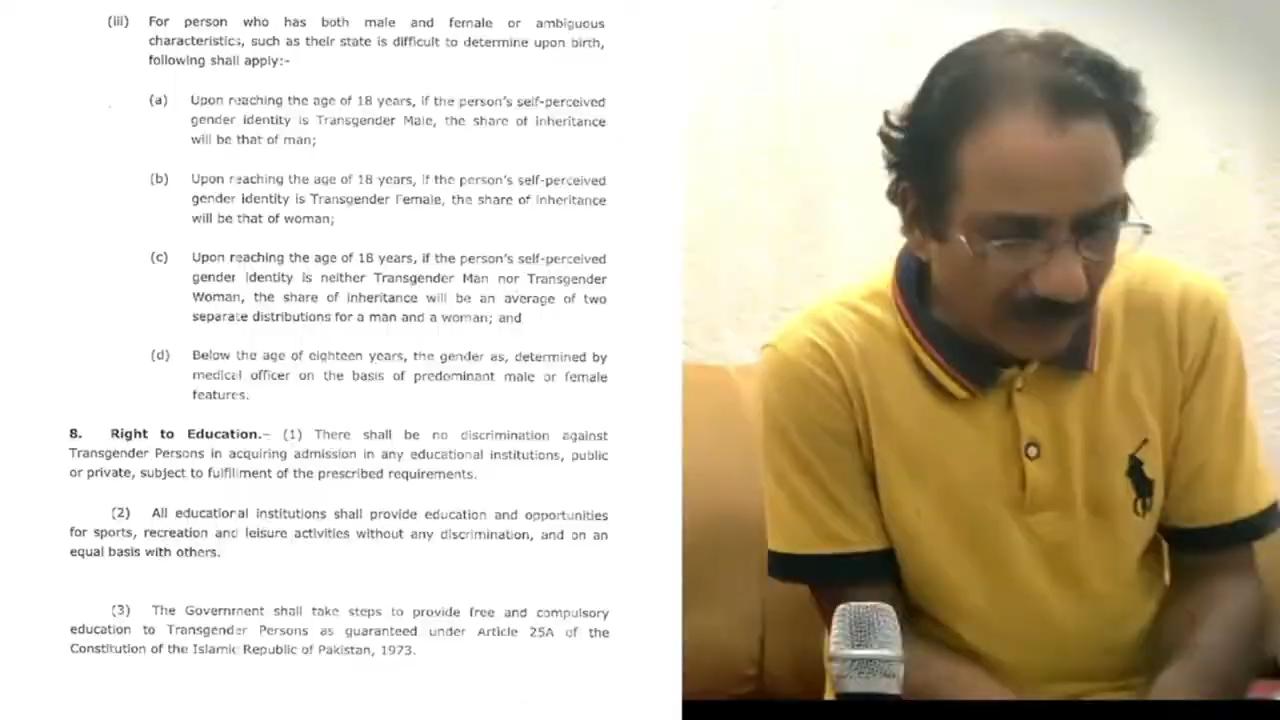 (iii) For person who has both male and female or ambiguous
characteristics, such as their state is difficult to determine upon birth,
following shall apply:-
(a) Upon reaching the age of 18 years, if the person's self-perceived
gender identity is Transgender Male, the share of inheritance
will be that of man;
(b) Upon reaching the age of 18 years, if the person's self-perceived
gender identity is Transgender Female, the share of inheritance
will be that of woman;
(c) Upon reaching the age of 18 years, if the person's self-perceived
gender identity is neither Transgender Man nor Transgender
Woman, the share of inheritance will be an average of two
separate distributions for a man and a woman; and
(d) Below the age of eighteen years, the gender as, determined by
medical officer on the basis of predominant male or female
features.
8. Right to Education.– (1) There shall be no discrimination against
Transgender Persons in acquiring admission in any educational institutions, public
or private, subject to fulfillment of the prescribed requirements.
(2) All educational institutions shall provide education and opportunities
for sports, recreation and leisure activities without any discrimination, and on an
equal basis with others.
(3) The Government shall take steps to provide free and compulsory
education to Transgender Persons as guaranteed under Article 25A of the
Constitution of the Islamic Republic of Pakistan, 1973.